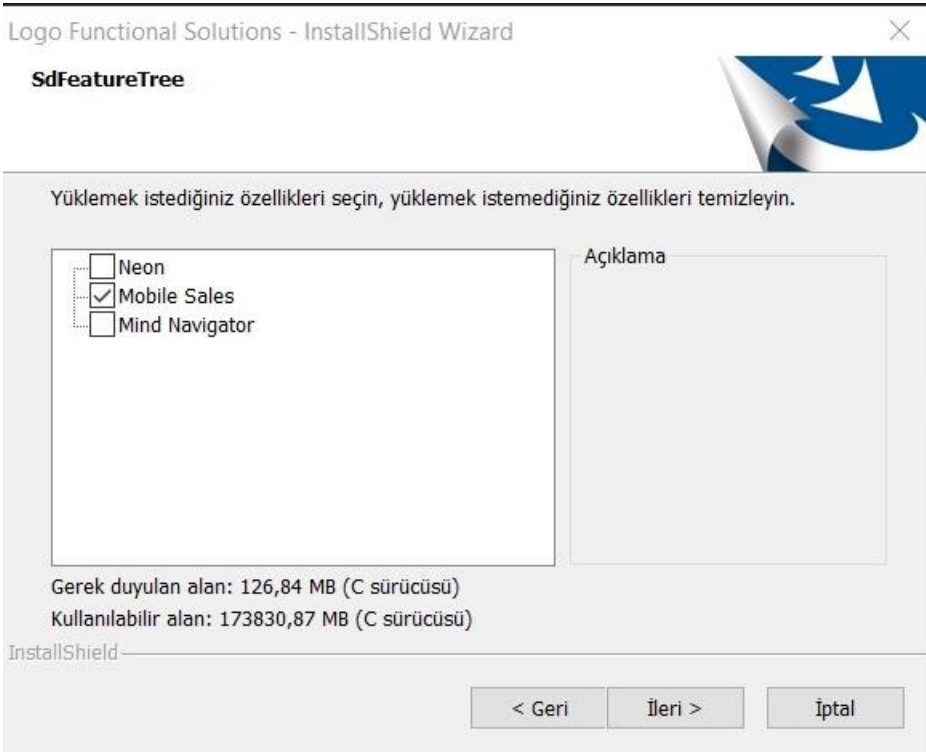 Logo Functional Solutions - InstallShield Wizard
SdFeatureTree
Yüklemek istediğiniz özellikleri seçin, yüklemek istemediğiniz özellikleri temizleyin.
Neon
Mobile Sales
Mind Navigator
Açıklama
Gerek duyulan alan: 126,84 MB (C sürücüsü)
Kullanılabilir alan: 173830,87 MB (C sürücüsü)
InstallShield
< Geri
İleri >
İptal